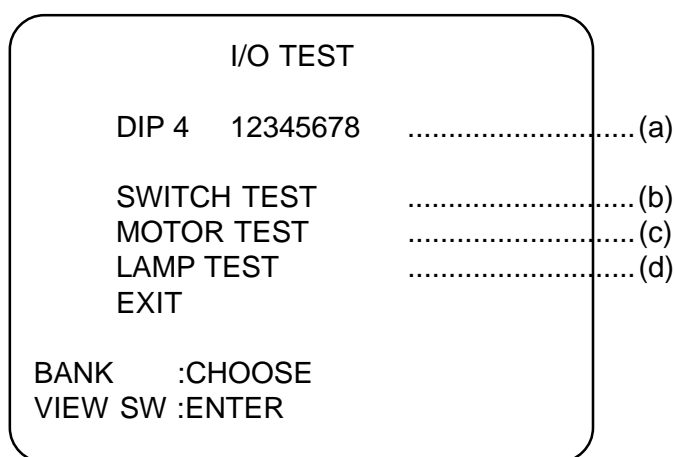 I/O TEST
DIP 4 12345678 ...........................(a)
SWITCH TEST ...........................(b)
MOTOR TEST ...........................(c)
LAMP TEST ...........................(d)
EXIT
BANK :CHOOSE
VIEW SW :ENTER